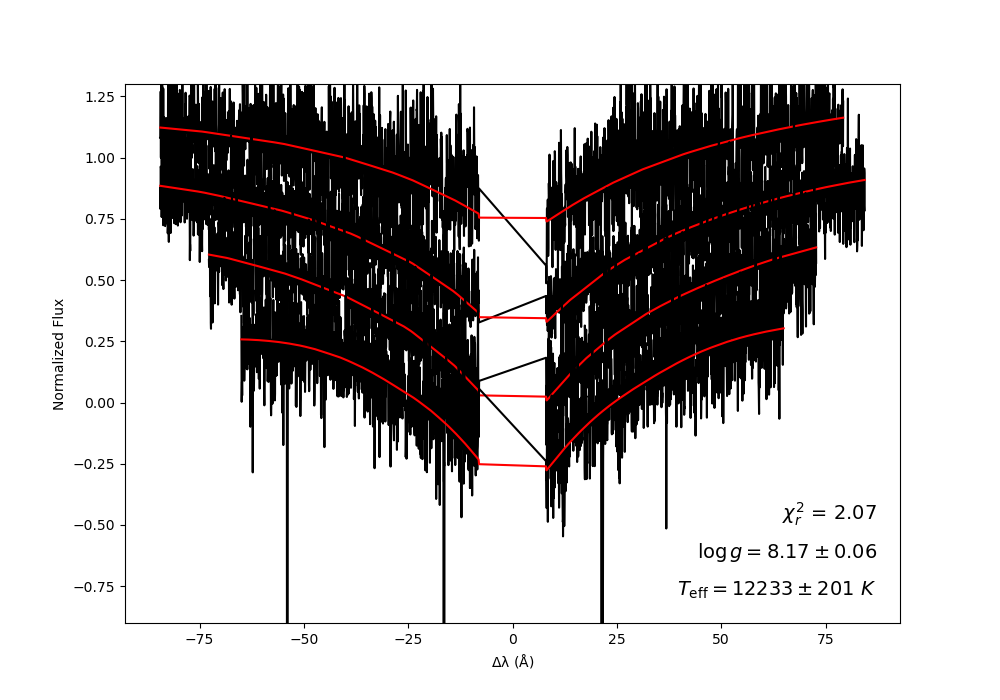 1.25
1.00
0.75
0.50
0.25
0.00
−0.25
−0.50
−0.75
Normalized Flux
χ²ᵣ = 2.07
log g = 8.17 ± 0.06
T_eff = 12233 ± 201 K
−75 −50 −25 0 25 50 75
Δλ (Å)